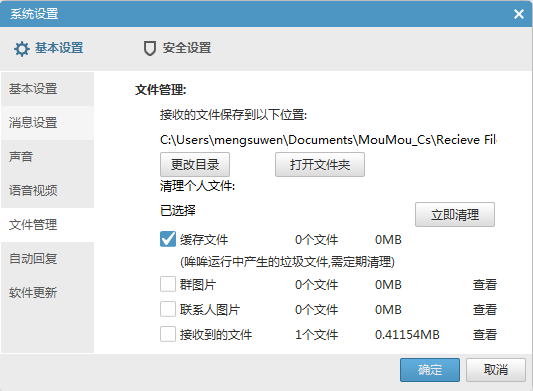 系统设置
基本设置 安全设置
基本设置
消息设置
声音
语音视频
文件管理
自动回复
软件更新
文件管理:
接收的文件保存到以下位置:
C:\Users\mengsuwen\Documents\MouMou_Cs\Recieve File
更改目录 打开文件夹
清理个人文件:
已选择 立即清理
缓存文件 0个文件 0MB
(哞哞运行中产生的垃圾文件,需定期清理)
群图片 0个文件 0MB 查看
联系人图片 0个文件 0MB 查看
接收到的文件 1个文件 0.41154MB 查看
确定 取消